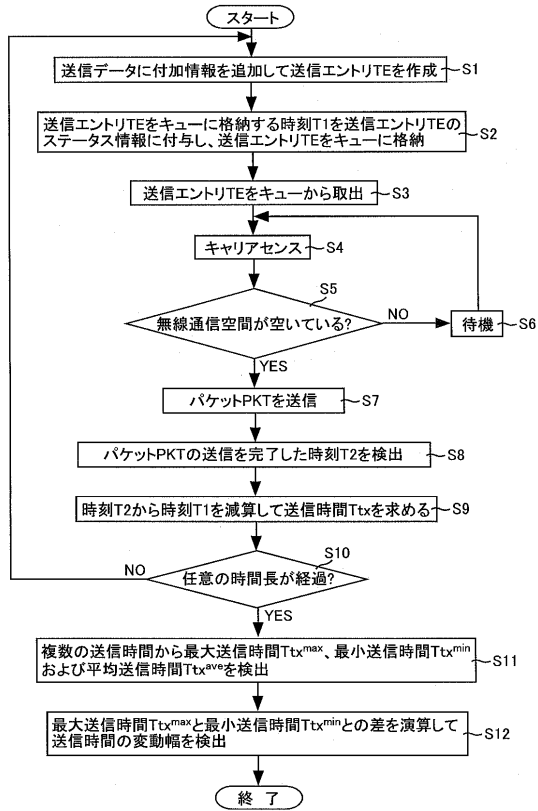 スタート
送信データに付加情報を追加して送信エントリTEを作成
S1
送信エントリTEをキューに格納する時刻T1を送信エントリTEの
ステータス情報に付与し、送信エントリTEをキューに格納
S2
送信エントリTEをキューから取出
S3
キャリアセンス
S4
S5
無線通信空間が空いている?
NO
待機
S6
YES
パケットPKTを送信
S7
パケットPKTの送信を完了した時刻T2を検出
S8
時刻T2から時刻T1を減算して送信時間Ttxを求める
S9
S10
NO
任意の時間長が経過?
YES
複数の送信時間から最大送信時間Ttxmax、最小送信時間Ttxmin
および平均送信時間Ttxaveを検出
S11
最大送信時間Ttxmaxと最小送信時間Ttxminとの差を演算して
送信時間の変動幅を検出
S12
終 了